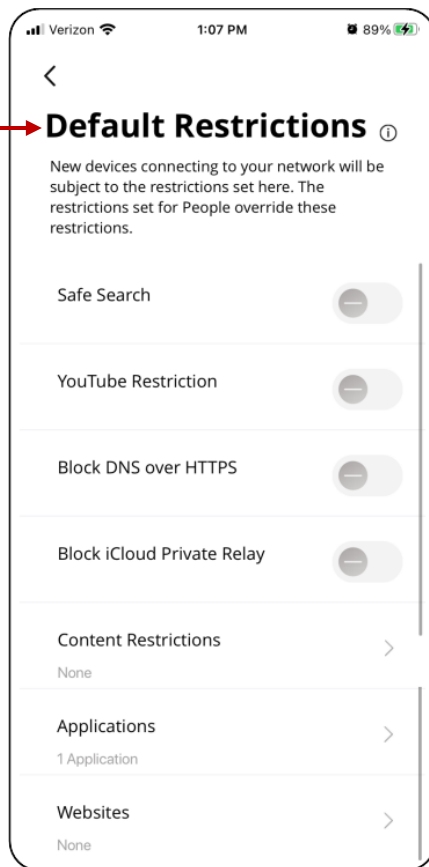 Verizon 1:07 PM 89%
Default Restrictions
New devices connecting to your network will be
subject to the restrictions set here. The
restrictions set for People override these
restrictions.
Safe Search
YouTube Restriction
Block DNS over HTTPS
Block iCloud Private Relay
Content Restrictions
None
Applications
1 Application
Websites
None